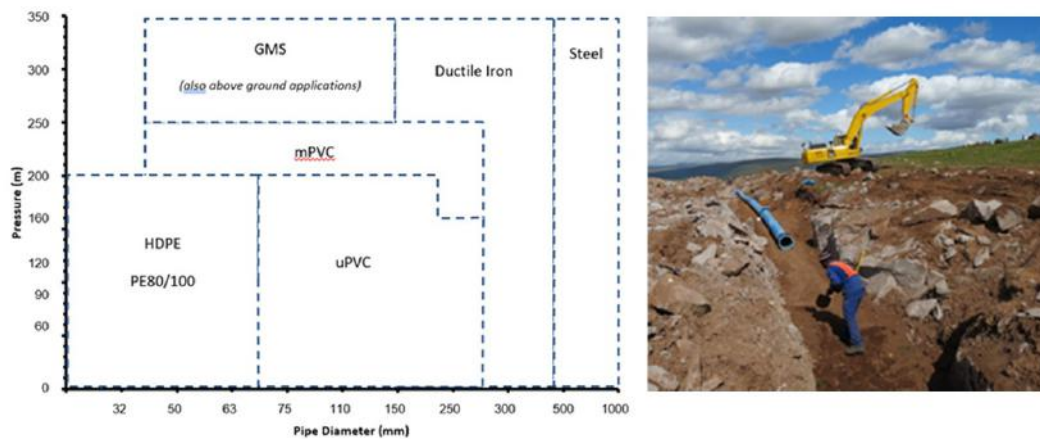 350
GMS
Steel
Ductile Iron
300
(also above ground applications)
250
mPVC
200
160
HDPE
uPVC
120
PE80/100
90
60
0
Pressure (m)
32 50 63 75 110 150 250 300 500 1000
Pipe Diameter (mm)